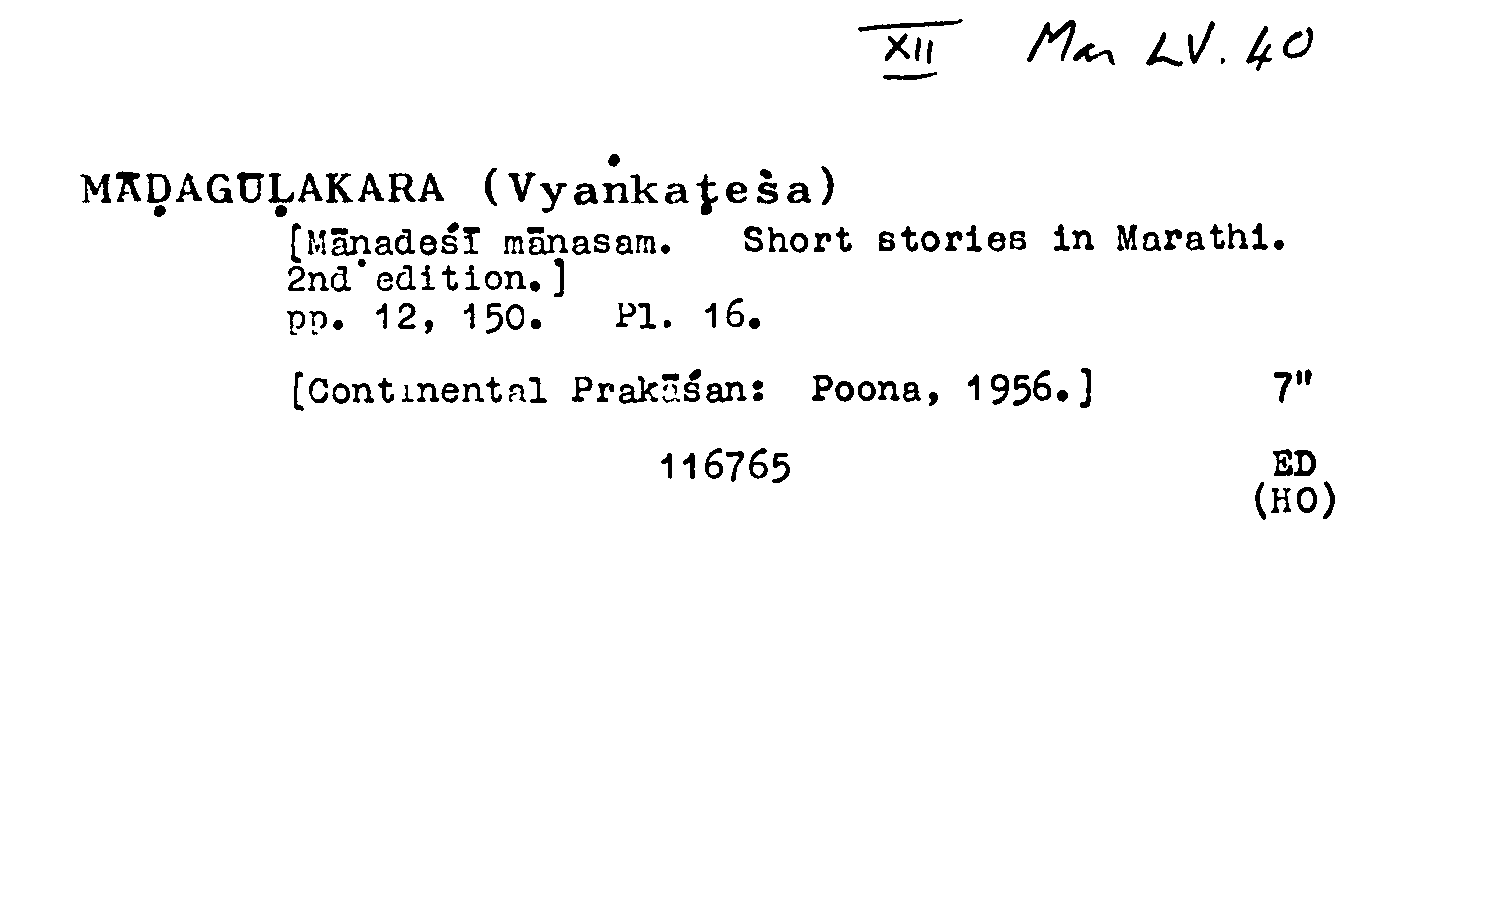 XII Mar LV. 40
MĀḌAGŪḶAKARA (Vyaṅkaṭeśa)
[Māṇadeśī mānasam. Short stories in Marathi.
2nd edition.]
pp. 12, 150. Pl. 16.
[Continental Prakāśan: Poona, 1956.] 7"
116765 ED
(HO)